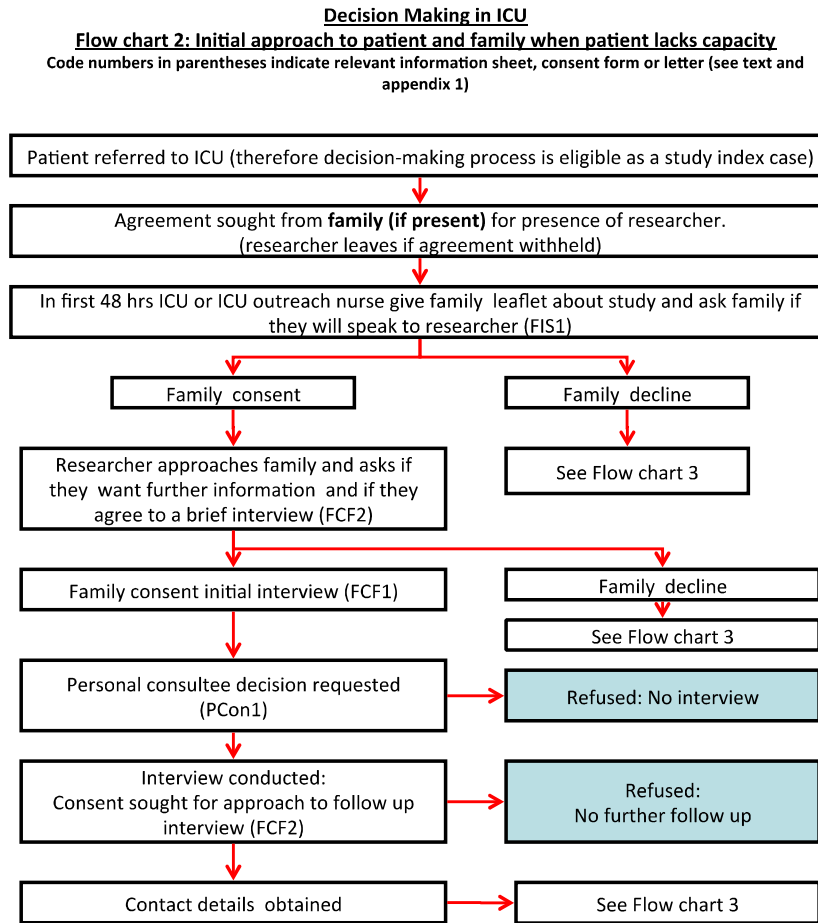 Decision Making in ICU
Flow chart 2: Initial approach to patient and family when patient lacks capacity
Code numbers in parentheses indicate relevant information sheet, consent form or letter (see text and
appendix 1)
Patient referred to ICU (therefore decision-making process is eligible as a study index case)
Agreement sought from family (if present) for presence of researcher.
(researcher leaves if agreement withheld)
In first 48 hrs ICU or ICU outreach nurse give family leaflet about study and ask family if
they will speak to researcher (FIS1)
Family consent
Family decline
Researcher approaches family and asks if
they want further information and if they
agree to a brief interview (FCF2)
See Flow chart 3
Family consent initial interview (FCF1)
Family decline
See Flow chart 3
Personal consultee decision requested
(PCon1)
Refused: No interview
Interview conducted:
Consent sought for approach to follow up
interview (FCF2)
Refused:
No further follow up
Contact details obtained
See Flow chart 3